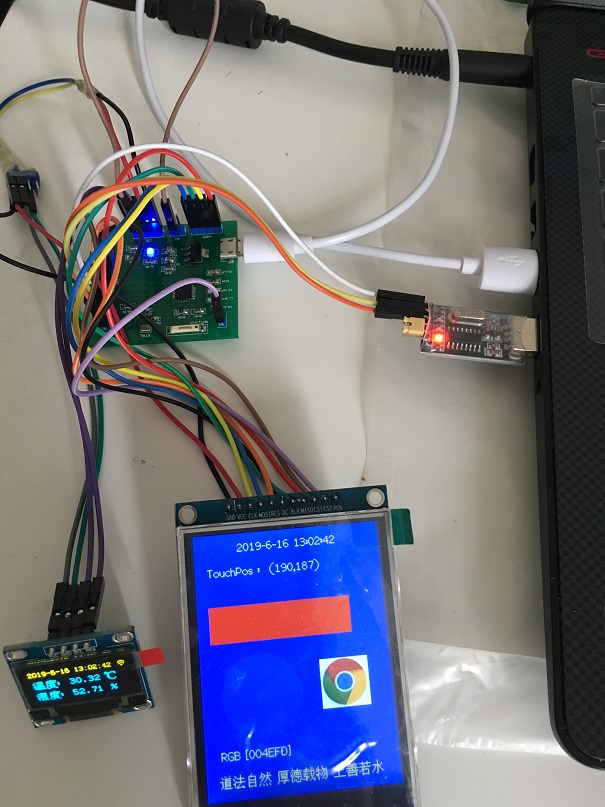 GND VCC CLK MOSI RES DC BLK MISO CS1 CS2 PEN
2019-6-16 13:02:42
TouchPos : (190,187)
RGB [004EFD]
道法自然 厚德载物 上善若水
2019-6-16 13:02:42
温度: 30.32 ℃
湿度: 52.71 %